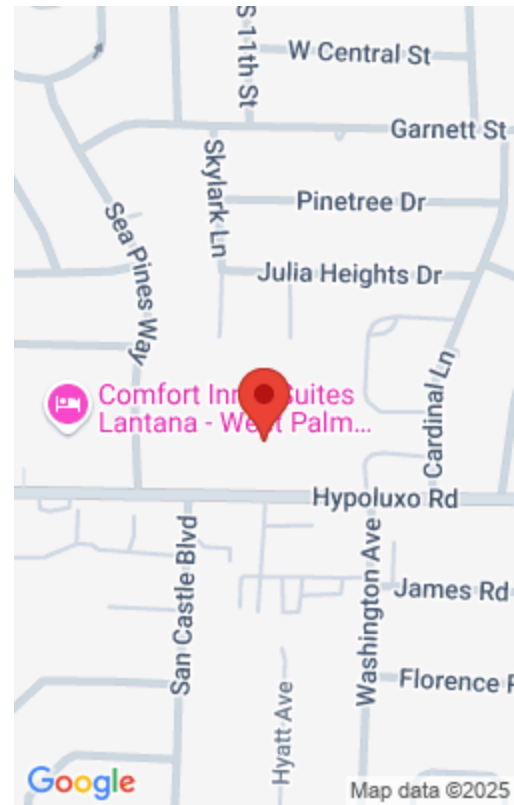 S 11th St
W Central St
Garnett St
Skylark Ln
Pinetree Dr
Sea Pines Way
Julia Heights Dr
Comfort Inn Suites
Lantana - West Palm...
Cardinal Ln
Hypoluxo Rd
San Castle Blvd
Washington Ave
James Rd
Florence
Hyatt Ave
Google
Map data ©2025